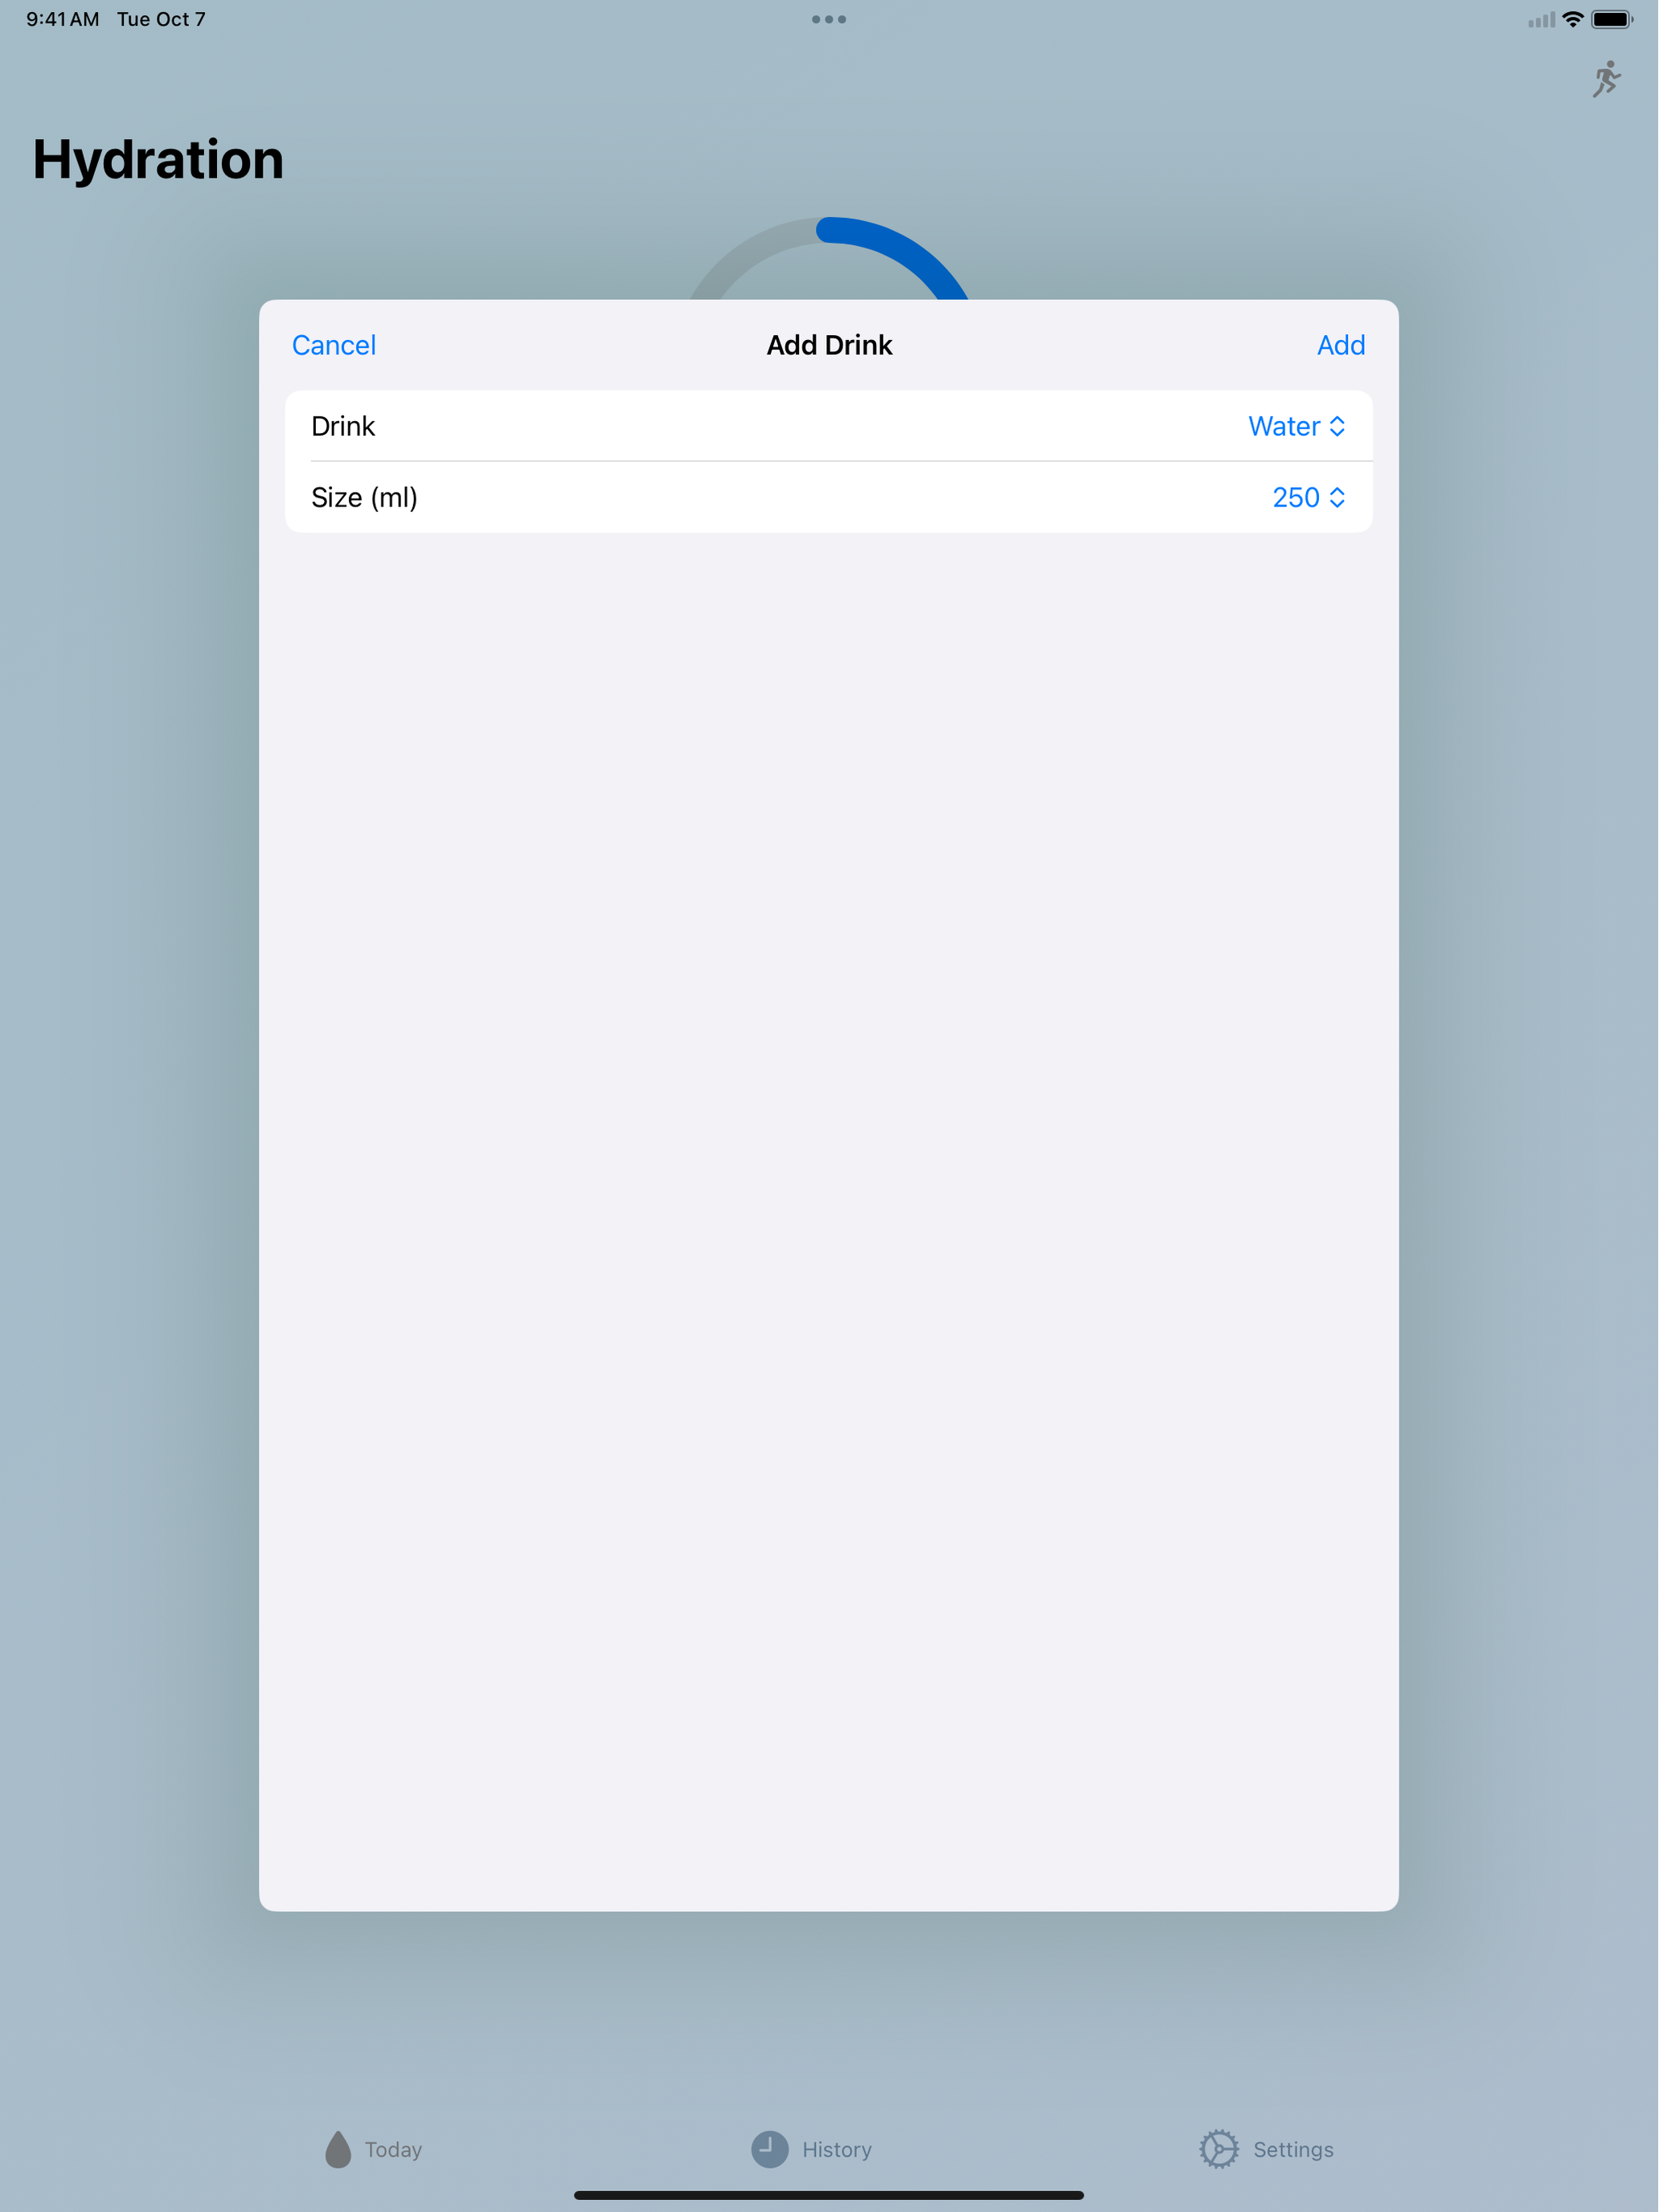 9:41 AM Tue Oct 7
Hydration
Cancel Add Drink Add
Drink Water
Size (ml) 250
Today History Settings